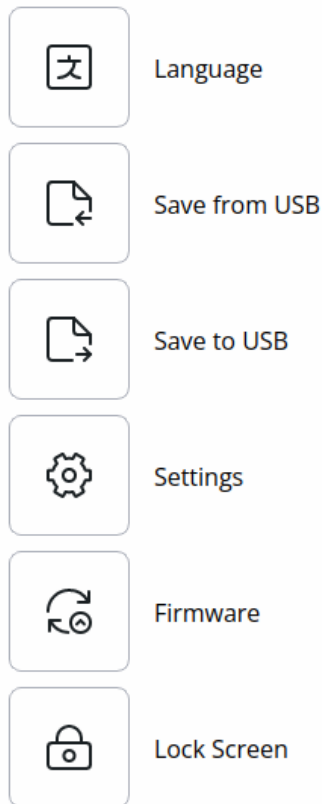 文
Language
Save from USB
Save to USB
Settings
Firmware
Lock Screen